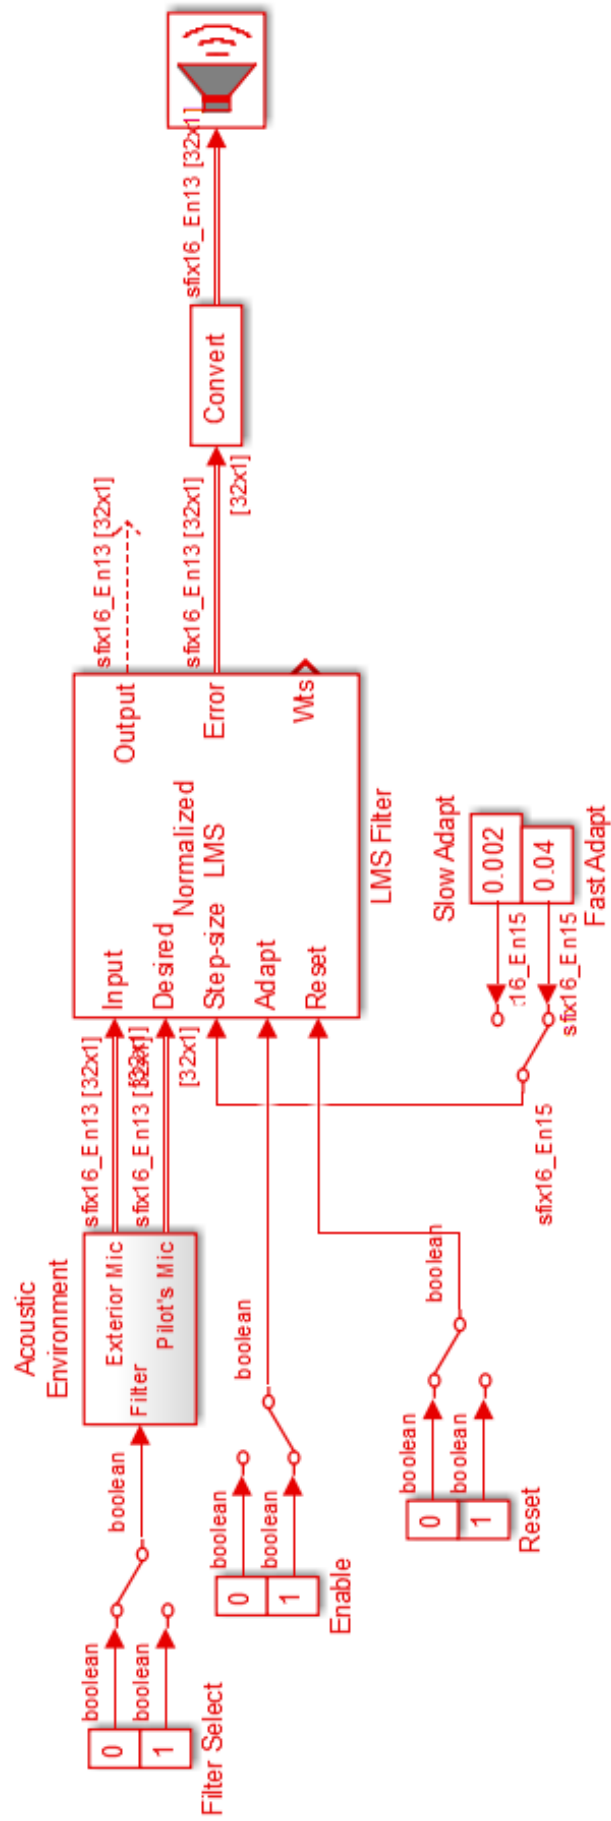 Filter Select
0
1
boolean
boolean
boolean
Acoustic
Environment
Filter
Exterior Mic
Pilot's Mic
sfix16_En13 [32x1]
sfix16_En13 [32x1]
[32x1]
Enable
0
1
boolean
boolean
boolean
Reset
0
1
boolean
boolean
boolean
Input
Desired
Step-size
Adapt
Reset
Normalized
LMS
Output
Error
Wts
LMS Filter
sfix16_En15
Slow Adapt
0.002
0.04
Fast Adapt
:16_En15
sfix16_En15
sfix16_En13 [32x1]
sfix16_En13 [32x1]
[32x1]
Convert
sfix16_En13 [32x1]